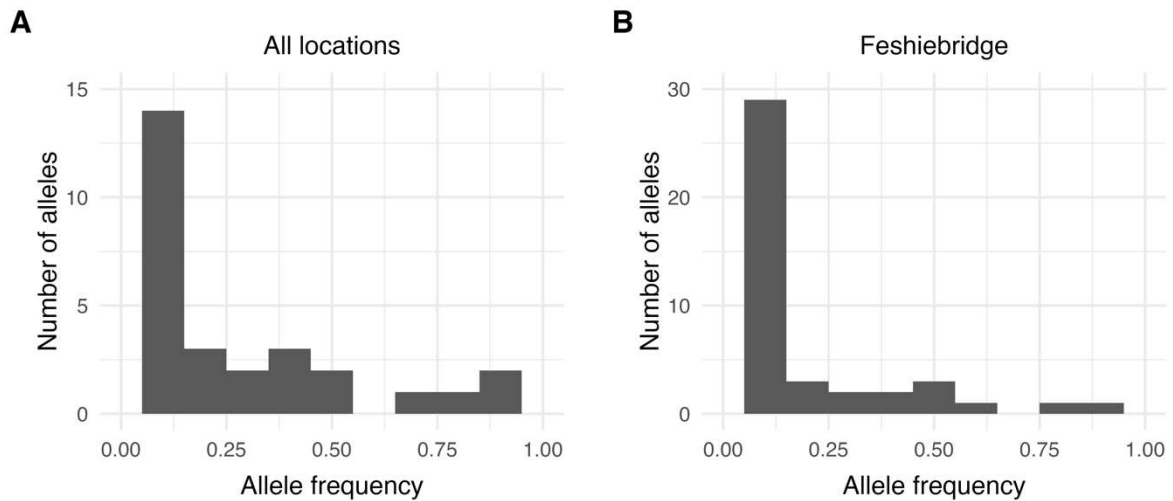 A
All locations
Number of alleles
15
10
5
0
0.00 0.25 0.50 0.75 1.00
Allele frequency
B
Feshiebridge
Number of alleles
30
20
10
0
0.00 0.25 0.50 0.75 1.00
Allele frequency